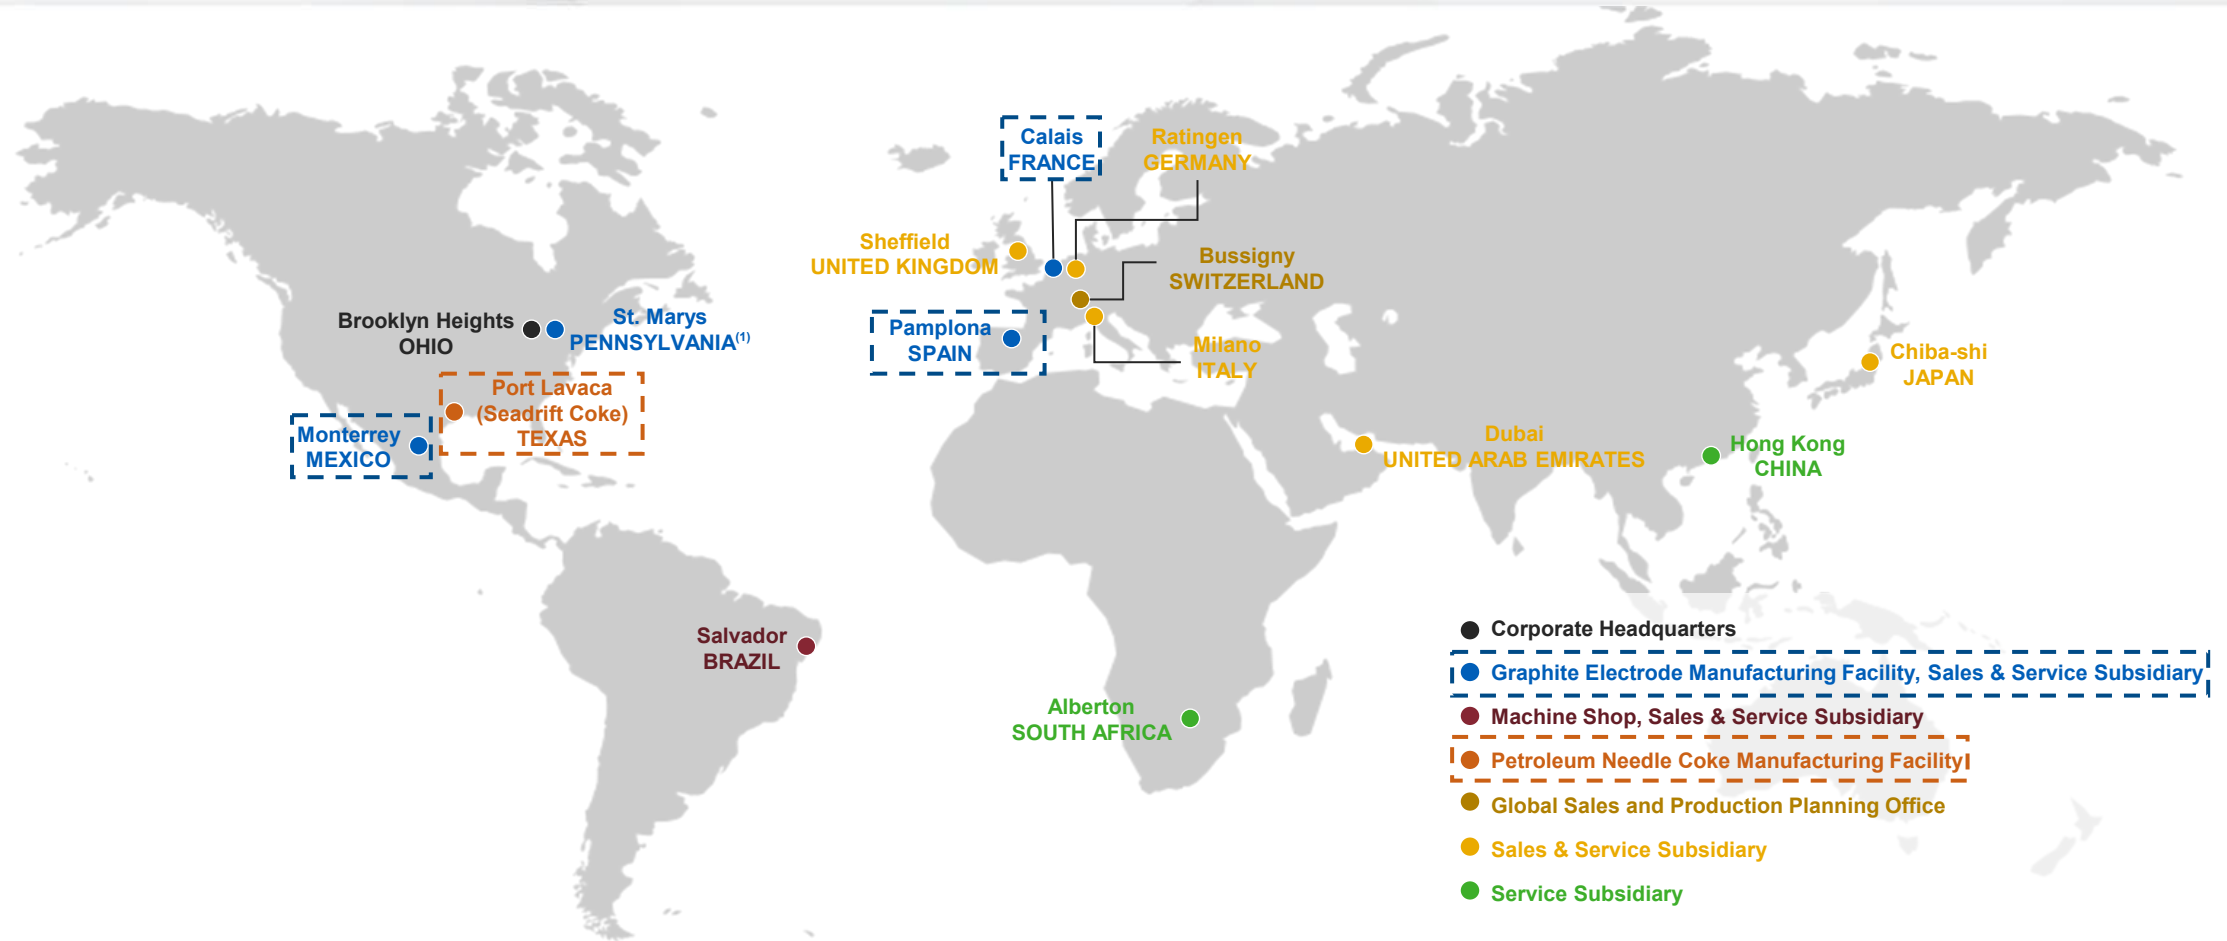 Calais
FRANCE
Ratingen
GERMANY
Sheffield
UNITED KINGDOM
Bussigny
SWITZERLAND
Brooklyn Heights
OHIO
St. Marys
PENNSYLVANIA(1)
Pamplona
SPAIN
Milano
ITALY
Chiba-shi
JAPAN
Port Lavaca
(Seadrift Coke)
TEXAS
Monterrey
MEXICO
Dubai
UNITED ARAB EMIRATES
Hong Kong
CHINA
Salvador
BRAZIL
Alberton
SOUTH AFRICA
Corporate Headquarters
Graphite Electrode Manufacturing Facility, Sales & Service Subsidiary
Machine Shop, Sales & Service Subsidiary
Petroleum Needle Coke Manufacturing Facility
Global Sales and Production Planning Office
Sales & Service Subsidiary
Service Subsidiary